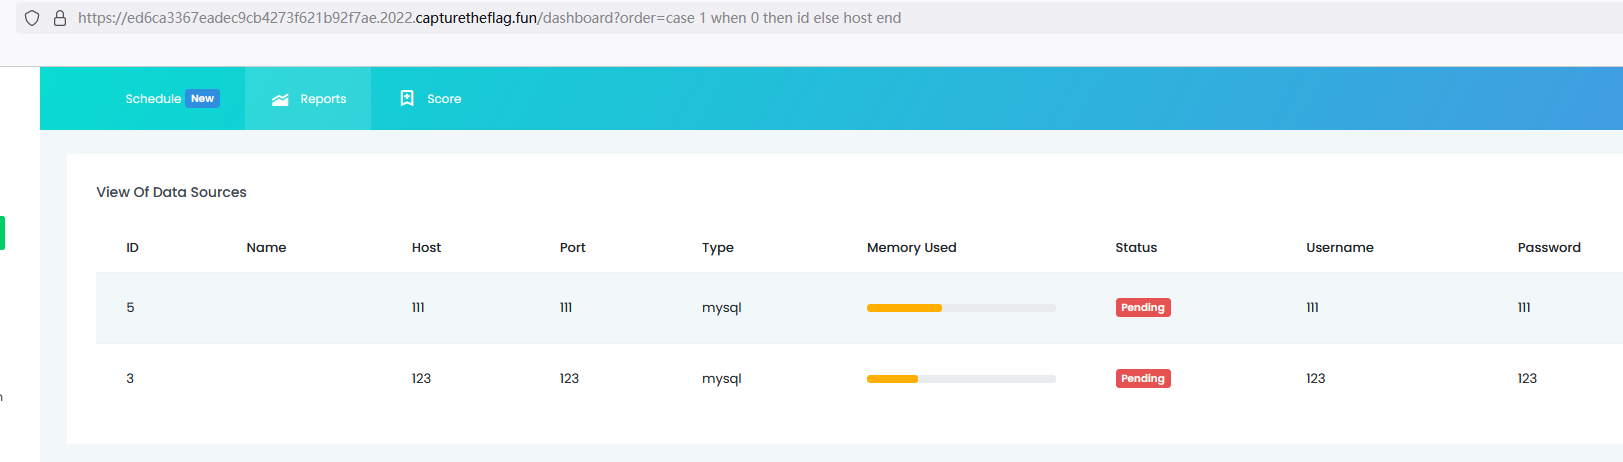 https://ed6ca3367eadec9cb4273f621b92f7ae.2022.capturetheflag.fun/dashboard?order=case 1 when 0 then id else host end
Schedule New Reports Score
View Of Data Sources
ID Name Host Port Type Memory Used Status Username Password
5 111 111 mysql Pending 111 111
3 123 123 mysql Pending 123 123